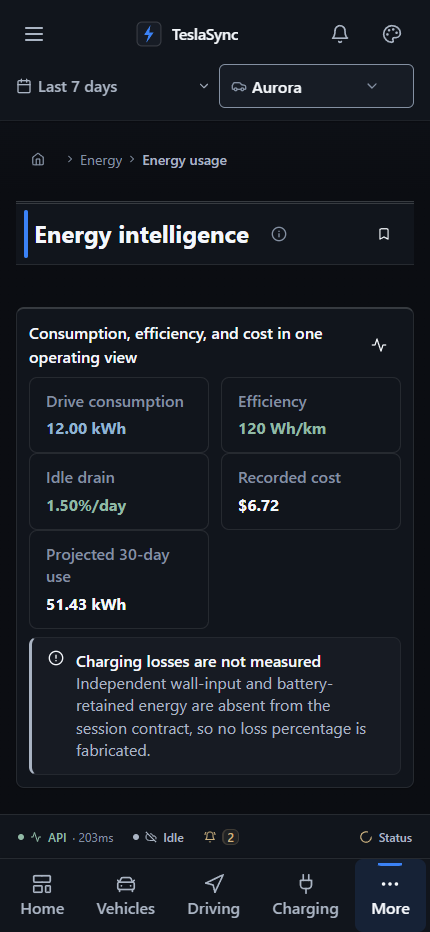 TeslaSync
Last 7 days
Aurora
Energy
Energy usage
Energy intelligence
Consumption, efficiency, and cost in one
operating view
Drive consumption
12.00 kWh
Efficiency
120 Wh/km
Idle drain
1.50%/day
Recorded cost
$6.72
Projected 30-day
use
51.43 kWh
Charging losses are not measured
Independent wall-input and battery-
retained energy are absent from the
session contract, so no loss percentage is
fabricated.
API · 203ms
Idle
2
Status
Home
Vehicles
Driving
Charging
More